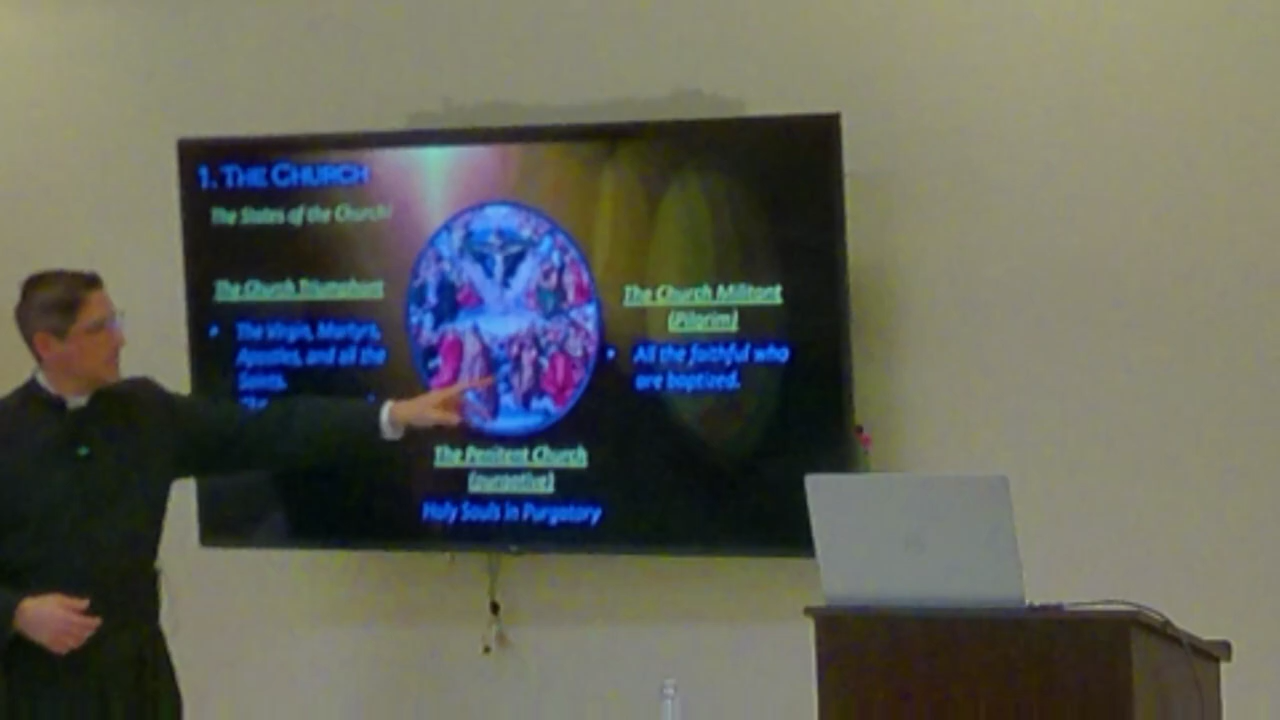 1. THE CHURCH
The States of the Church:
The Church Triumphant
• The Virgin, Martyrs,
Apostles, and all the
Saints.
The Church Militant
(Pilgrim)
• All the faithful who
are baptized.
The Penitent Church
(purgative)
Holy Souls in Purgatory